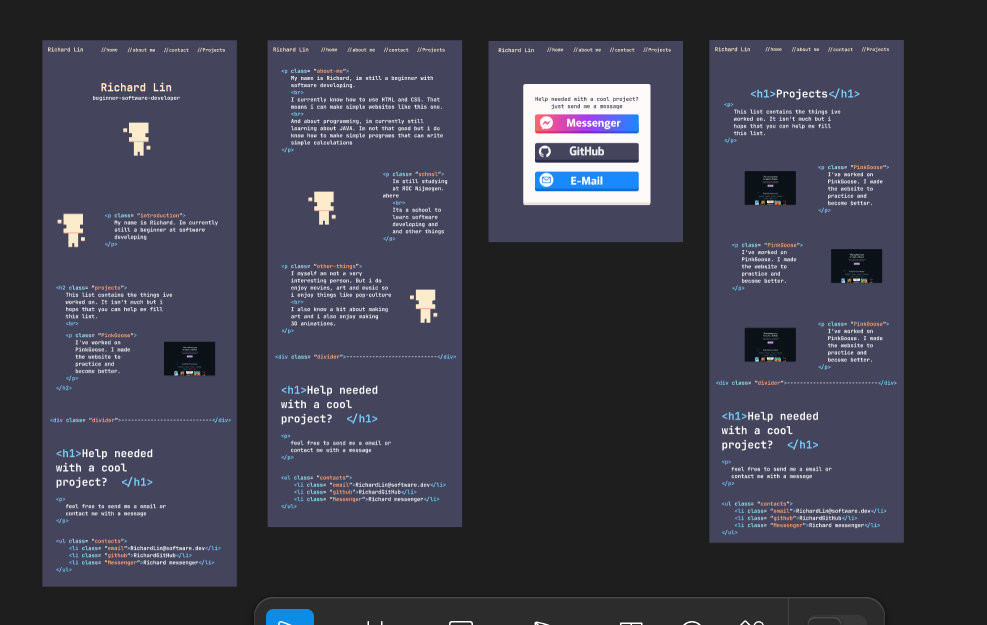 Richard Lin //home //about me //contact //Projects
Richard Lin
beginner-software-developer
<p class= "introduction">
My name is Richard. Im currently
still a beginner at software
developing
</p>
<h2 class= "projects">
This list contains the things ive
worked on. It isn't much but i
hope that you can help me fill
this list.
<br>
<p class= "PinkGoose">
I've worked on
PinkGoose. I made
the website to
practice and
become better.
</p>
</h2>
<div class= "divider">----------------------------</div>
<h1>Help needed
with a cool
project? </h1>
<p>
feel free to send me a email or
contact me with a message
</p>
<ul class= "contacts">
<li class= "email">RichardLin@software.dev</li>
<li class= "github">RichardGitHub</li>
<li class= "Messenger">Richard messenger</li>
</ul>
Richard Lin //home //about me //contact //Projects
<p class= "about-me">
My name is Richard, im still a beginner with
software developing.
<br>
I currently know how to use HTML and CSS. That
means i can make simple websites like this one.
<br>
And about programming, im currently still
learning about JAVA. Im not that good but i do
know how to make simple programs that can write
simple calculations
</p>
<p class= "school">
Im still studying
at ROC Nijmegen.
where
<br>
Its a school to
learn software
developing and
and other things
</p>
<p class= "other-things">
I myself am not a very
interesting person. But i do
enjoy movies, art and music so
i enjoy things like pop-culture
<br>
I also know a bit about making
art and i also enjoy making
3D animations.
</p>
<div class= "divider">----------------------------</div>
<h1>Help needed
with a cool
project? </h1>
<p>
feel free to send me a email or
contact me with a message
</p>
<ul class= "contacts">
<li class= "email">RichardLin@software.dev</li>
<li class= "github">RichardGitHub</li>
<li class= "Messenger">Richard messenger</li>
</ul>
Richard Lin //home //about me //contact //Projects
Help needed with a cool project?
just send me a message
Messenger
GitHub
E-Mail
Richard Lin //home //about me //contact //Projects
<h1>Projects</h1>
<p>
This list contains the things ive
worked on. It isn't much but i
hope that you can help me fill
this list.
</p>
<p class= "PinkGoose">
I've worked on
PinkGoose. I made
the website to
practice and
become better.
</p>
<p class= "PinkGoose">
I've worked on
PinkGoose. I made
the website to
practice and
become better.
</p>
<p class= "PinkGoose">
I've worked on
PinkGoose. I made
the website to
practice and
become better.
</p>
<div class= "divider">----------------------------</div>
<h1>Help needed
with a cool
project? </h1>
<p>
feel free to send me a email or
contact me with a message
</p>
<ul class= "contacts">
<li class= "email">RichardLin@software.dev</li>
<li class= "github">RichardGitHub</li>
<li class= "Messenger">Richard messenger</li>
</ul>